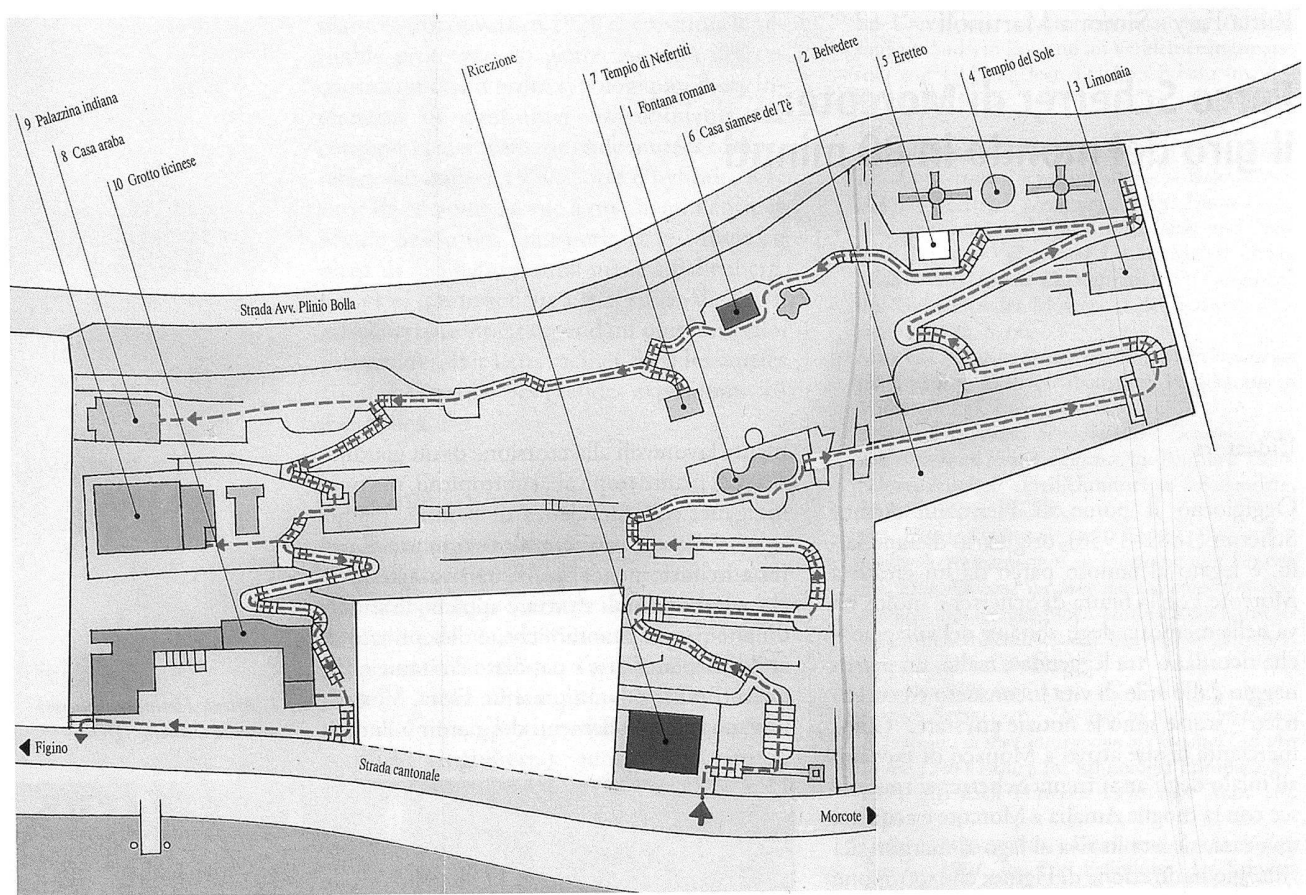 Ricezione
7 Tempio di Nefertiti
1 Fontana romana
6 Casa siamese del Tè
2 Belvedere
5 Eretteo
4 Tempio del Sole
3 Limonaia
9 Palazzina indiana
8 Casa araba
10 Grotto ticinese
Strada Avv. Plinio Bolla
Figino
Strada cantonale
Morcote